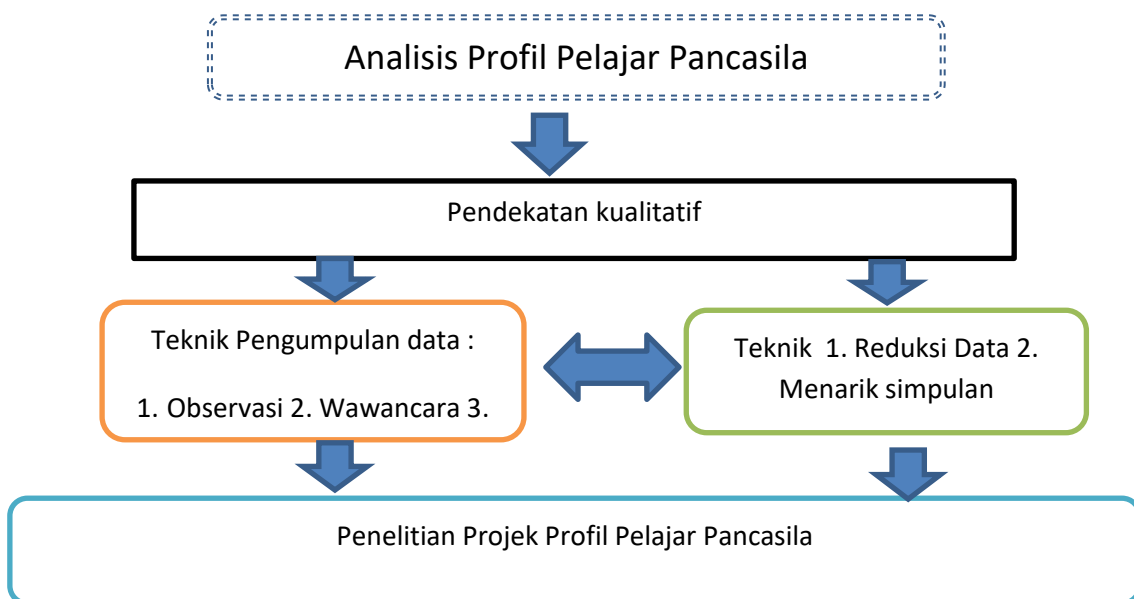 Analisis Profil Pelajar Pancasila
Pendekatan kualitatif
Teknik Pengumpulan data :
1. Observasi 2. Wawancara 3.
Teknik 1. Reduksi Data 2.
Menarik simpulan
Penelitian Projek Profil Pelajar Pancasila